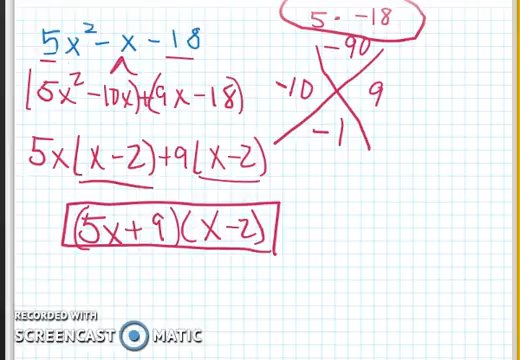 5x² - x - 18
(5x² - 10x) + (9x - 18)
5x(x - 2) + 9(x - 2)
(5x + 9)(x - 2)
5 · -18
-90
-10 9
-1
RECORDED WITH
SCREENCAST MATIC